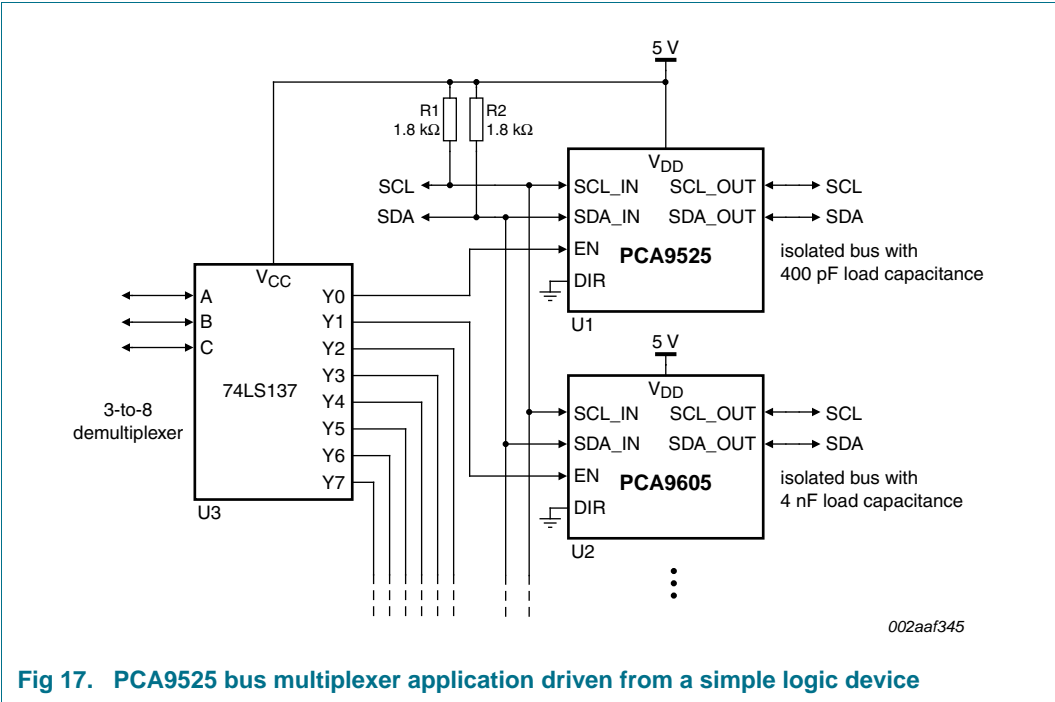 5 V
R1
1.8 kΩ
R2
1.8 kΩ
VDD
SCL
SCL_IN
SCL_OUT
SCL
SDA
SDA_IN
SDA_OUT
SDA
EN
PCA9525
DIR
isolated bus with
400 pF load capacitance
U1
VCC
A
B
C
Y0
Y1
Y2
Y3
Y4
Y5
Y6
Y7
74LS137
3-to-8
demultiplexer
U3
5 V
VDD
SCL_IN
SCL_OUT
SCL
SDA_IN
SDA_OUT
SDA
EN
PCA9605
DIR
isolated bus with
4 nF load capacitance
U2
002aaf345
Fig 17. PCA9525 bus multiplexer application driven from a simple logic device